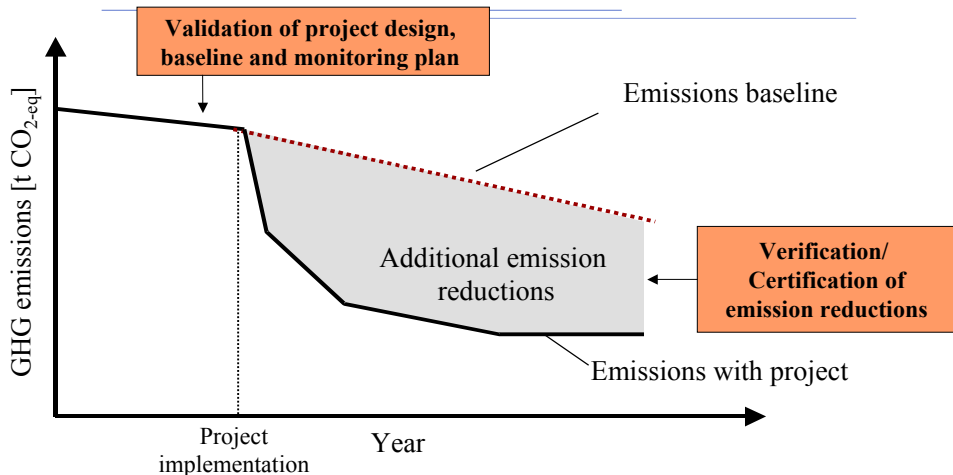 Validation of project design,
baseline and monitoring plan
GHG emissions [t CO2-eq]
Emissions baseline
Additional emission
reductions
Verification/
Certification of
emission reductions
Emissions with project
Project
implementation
Year